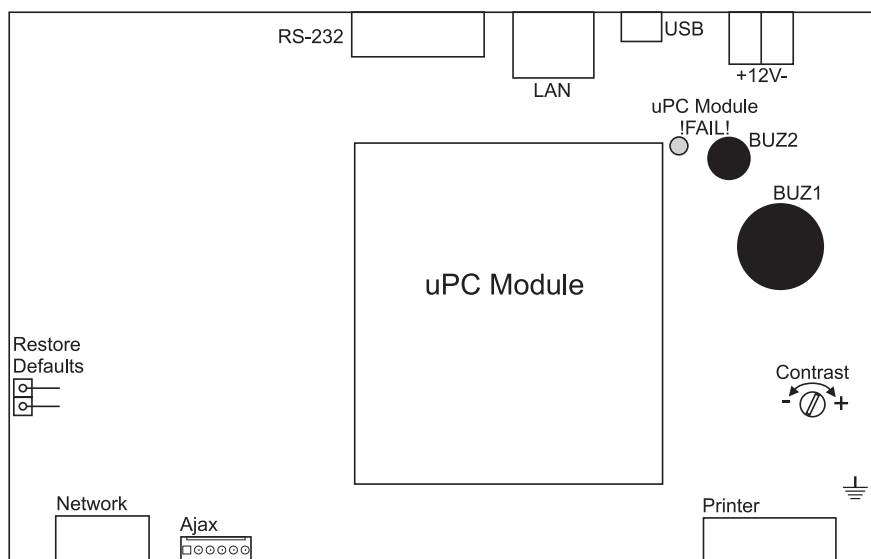 RS-232
LAN
USB
+12V-
uPC Module
!FAIL!
BUZ2
BUZ1
uPC Module
Restore
Defaults
Contrast
- +
Network
Ajax
Printer